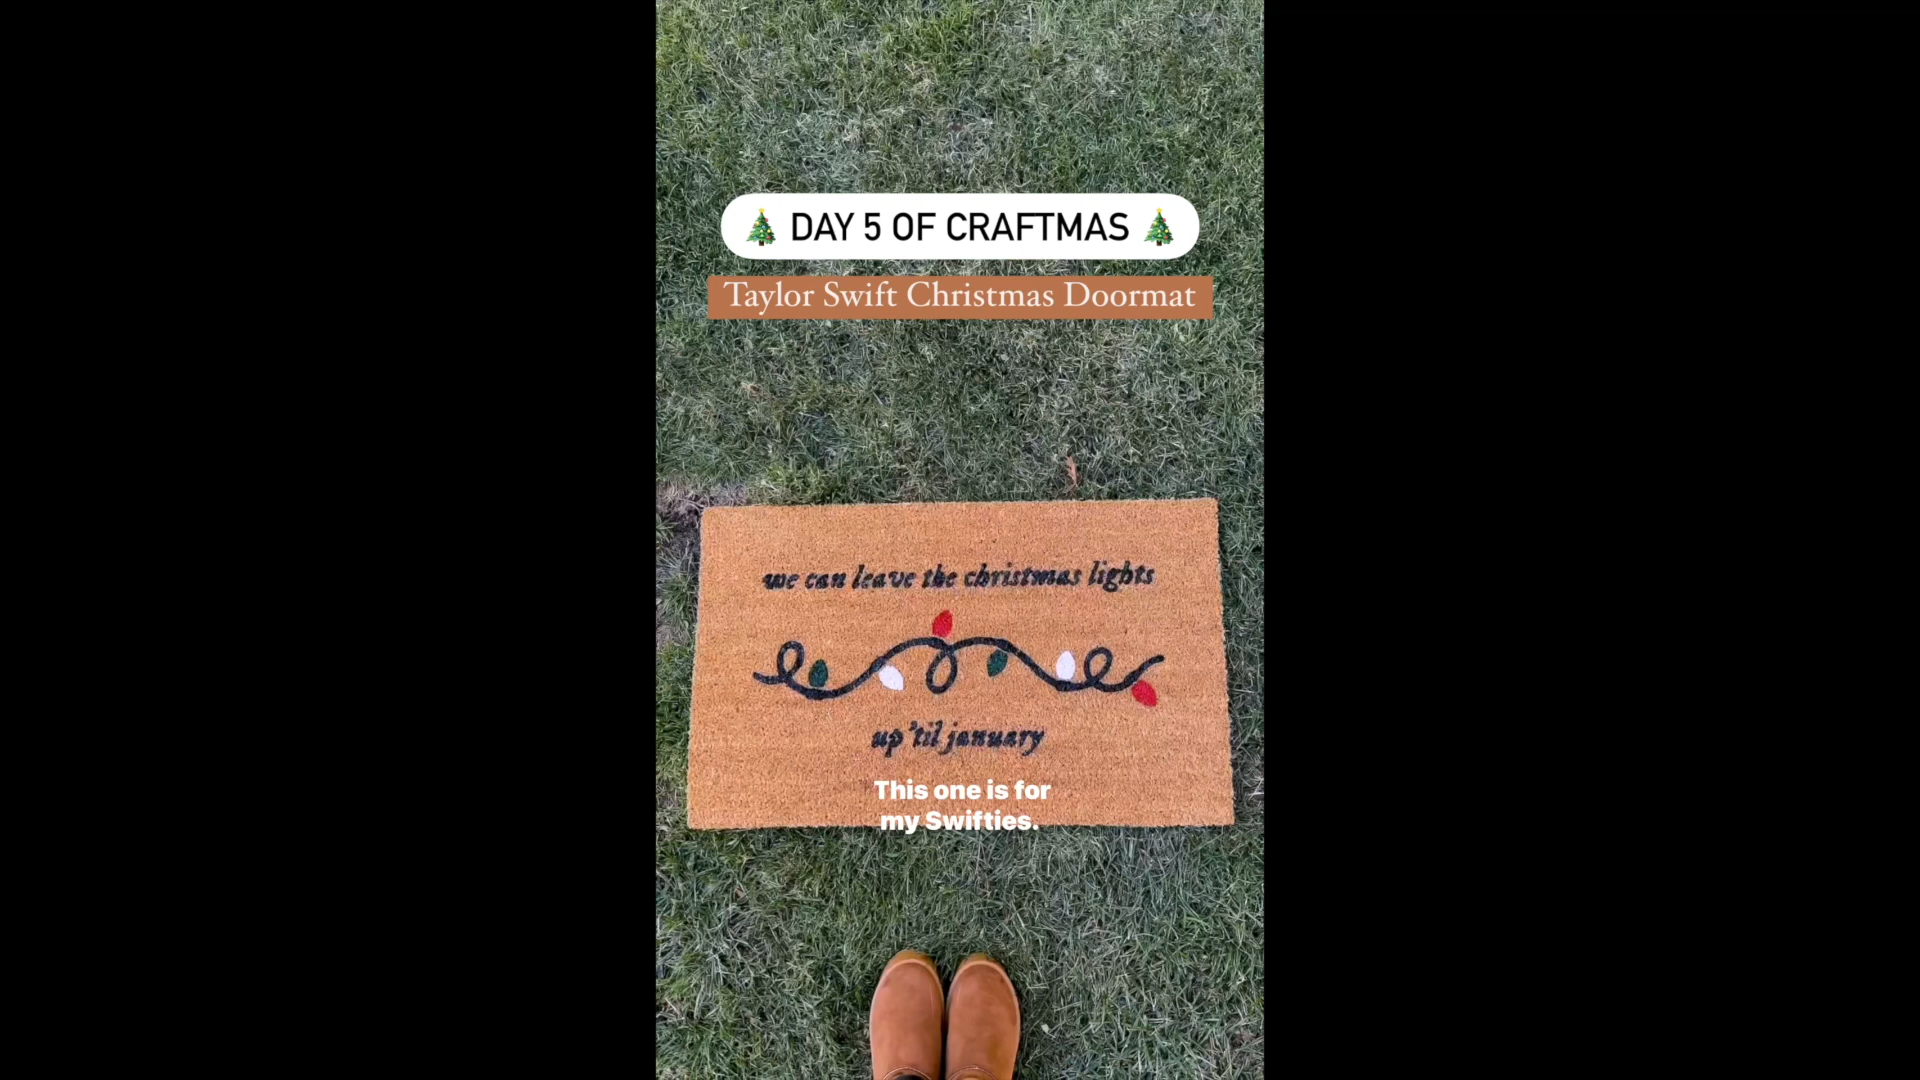 🎄 DAY 5 OF CRAFTMAS 🎄
Taylor Swift Christmas Doormat
we can leave the christmas lights
up 'til january
This one is for
my Swifties.